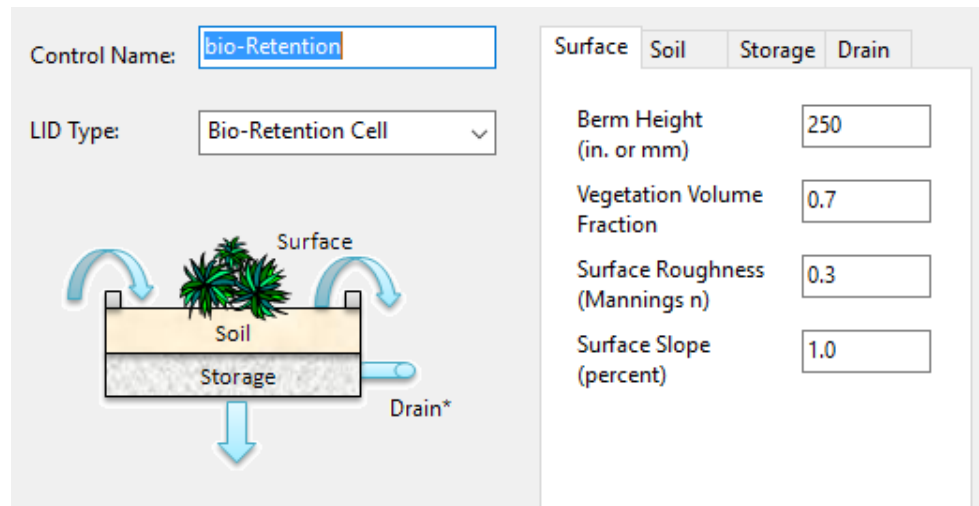 Control Name: bio-Retention
LID Type: Bio-Retention Cell
Surface
Soil
Storage
Drain*
Surface Soil Storage Drain
Berm Height 250
(in. or mm)
Vegetation Volume 0.7
Fraction
Surface Roughness 0.3
(Mannings n)
Surface Slope 1.0
(percent)